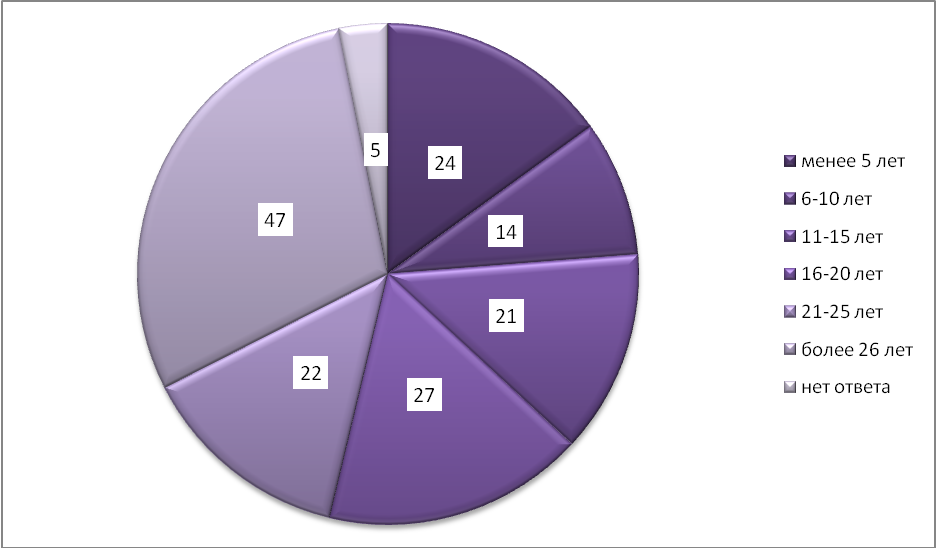 5
24
47
14
21
22
27
менее 5 лет
6-10 лет
11-15 лет
16-20 лет
21-25 лет
более 26 лет
нет ответа